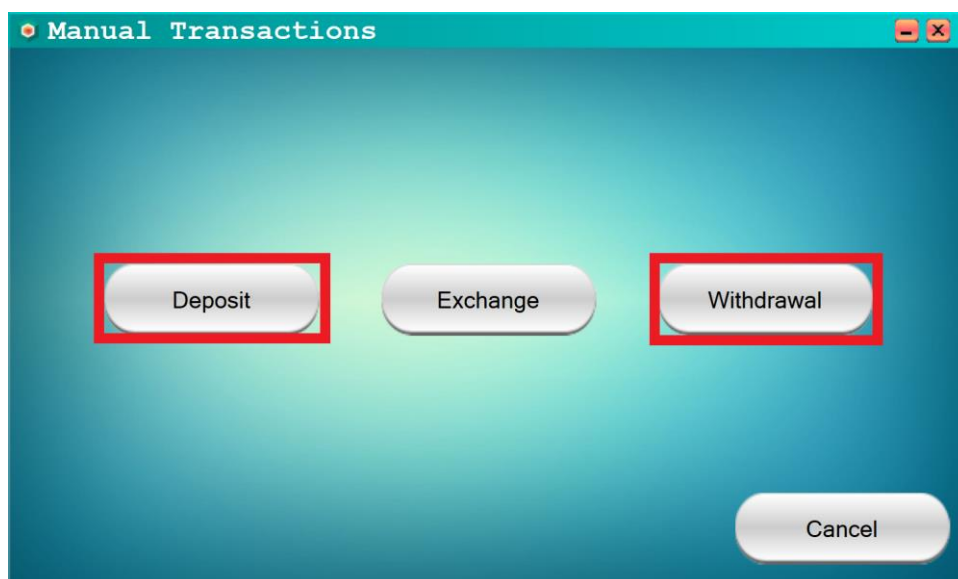 Manual Transactions
Deposit
Exchange
Withdrawal
Cancel